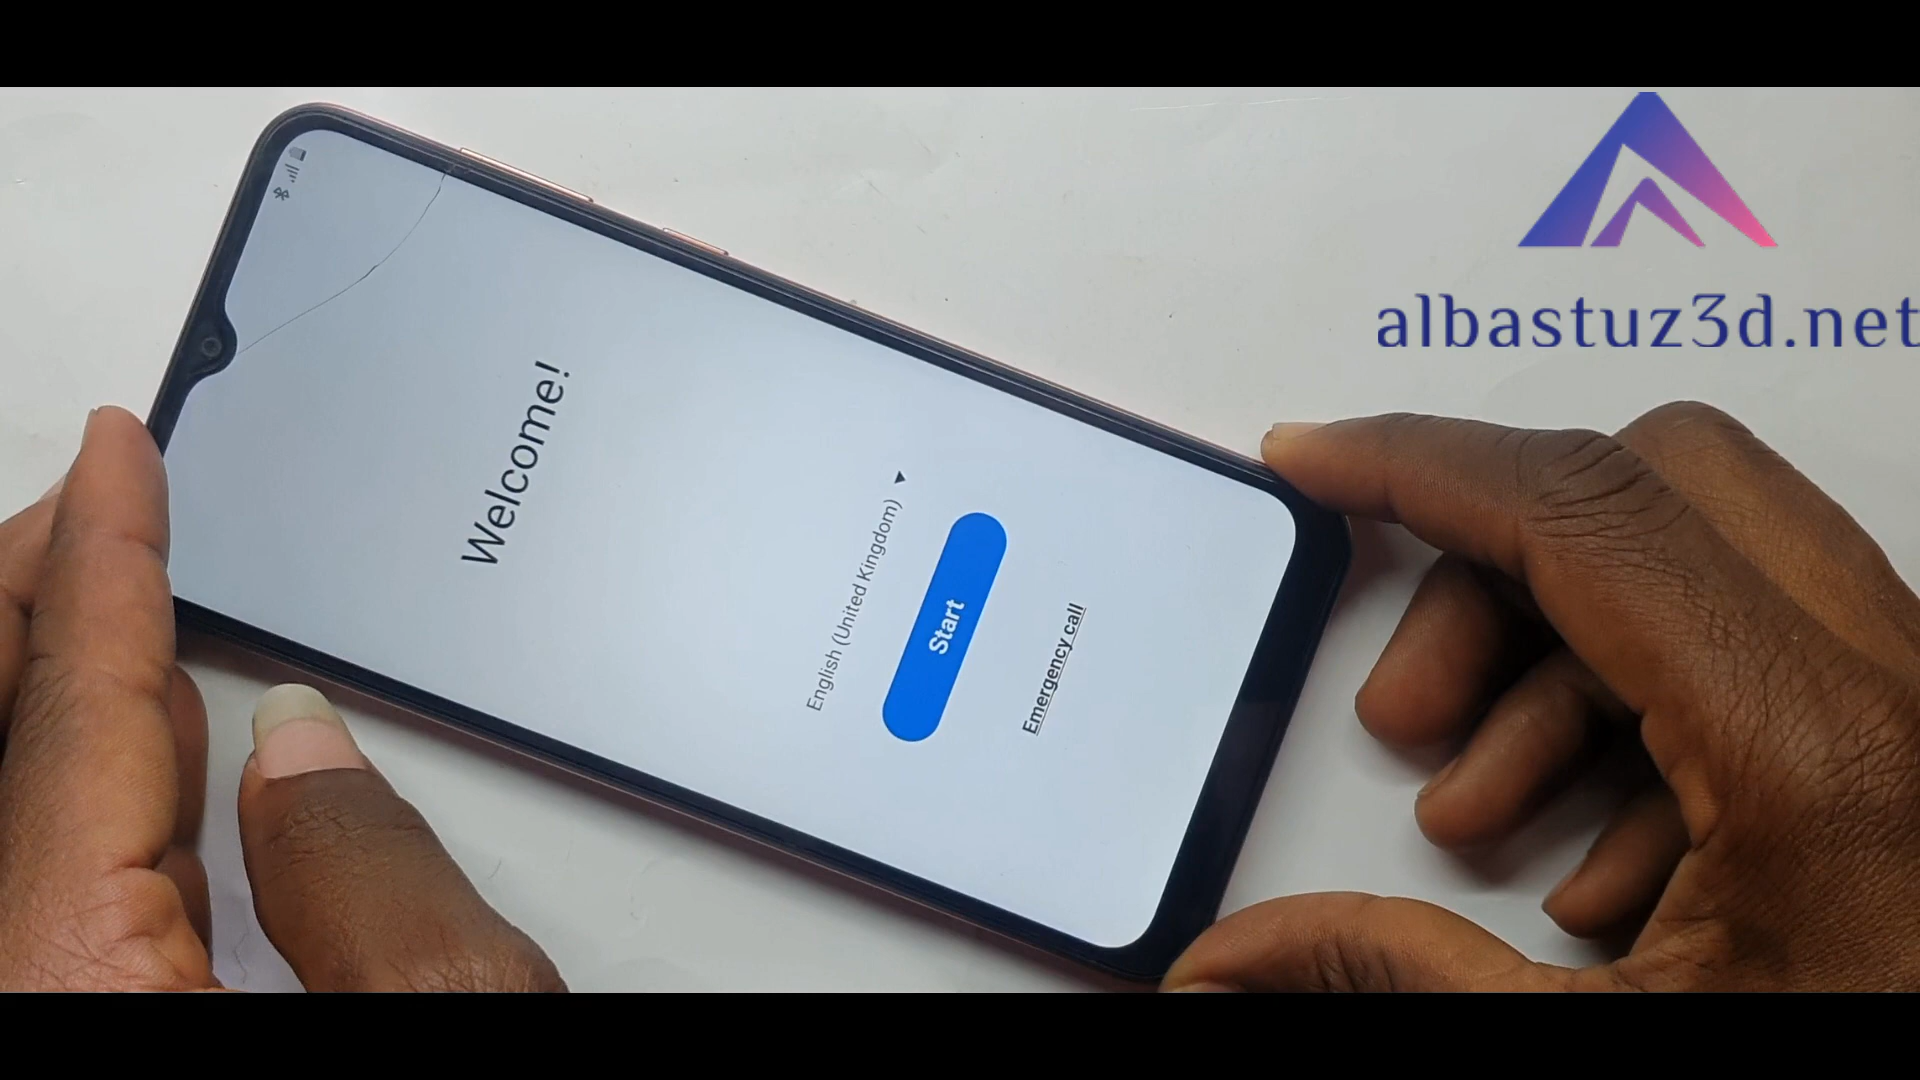 albastuz3d.net
Welcome!
English (United Kingdom)
Start
Emergency call